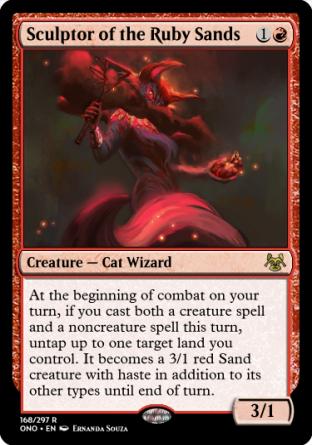 Sculptor of the Ruby Sands 1
Creature — Cat Wizard
At the beginning of combat on your
turn, if you cast both a creature spell
and a noncreature spell this turn,
untap up to one target land you
control. It becomes a 3/1 red Sand
creature with haste in addition to its
other types until end of turn.
3/1
168/297 R
ONO • EN Ernanda Souza